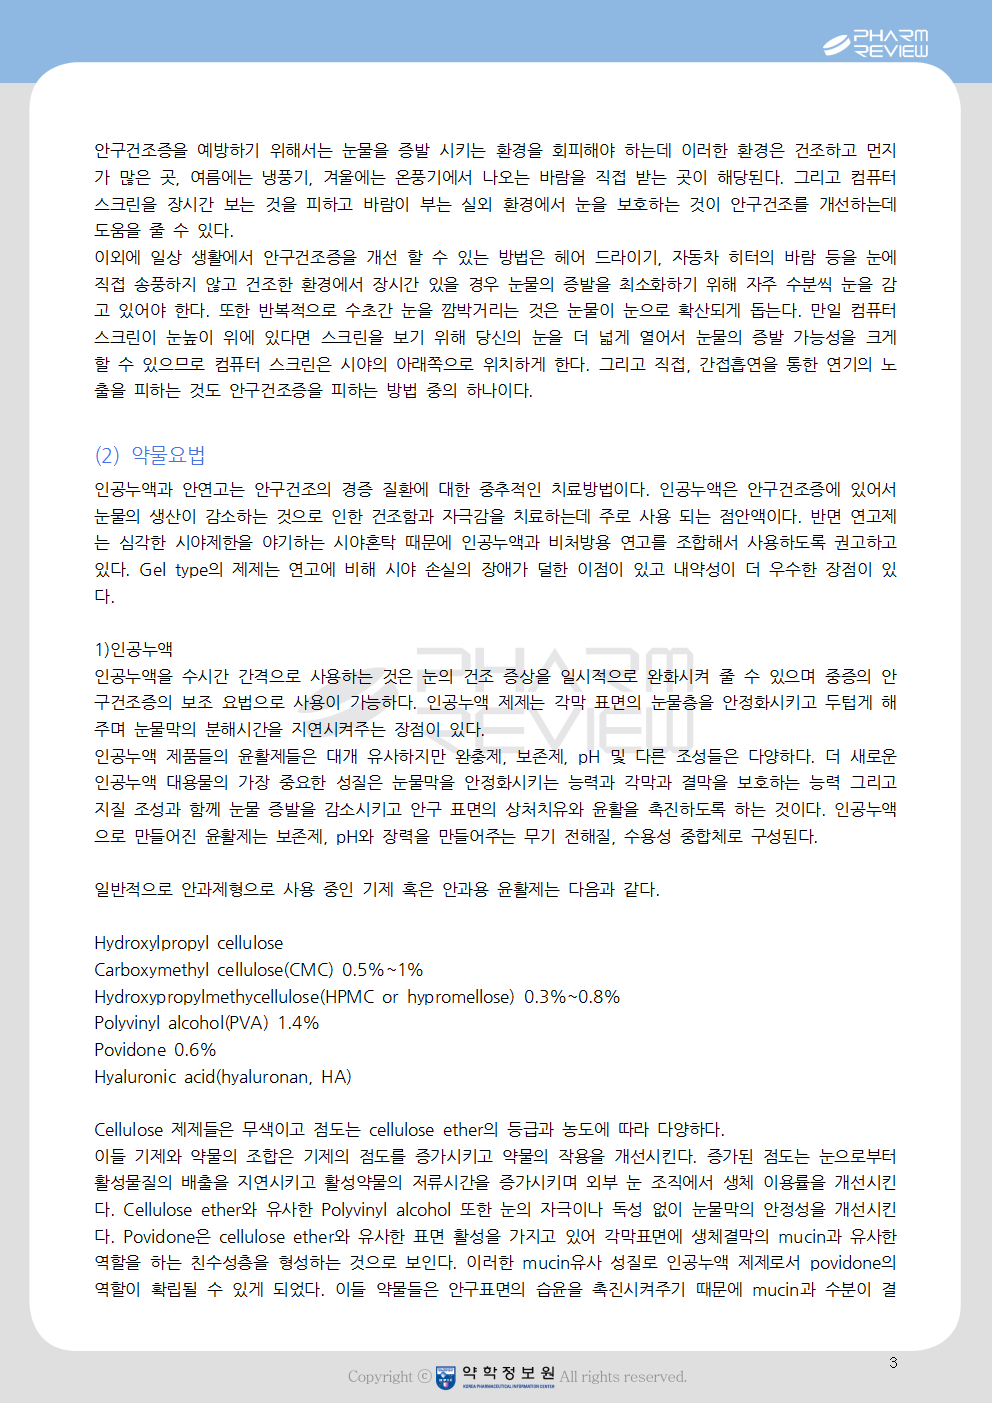 PHARM
REVIEW
안구건조증을 예방하기 위해서는 눈물을 증발 시키는 환경을 회피해야 하는데 이러한 환경은 건조하고 먼지
가 많은 곳, 여름에는 냉풍기, 겨울에는 온풍기에서 나오는 바람을 직접 받는 곳이 해당된다. 그리고 컴퓨터
스크린을 장시간 보는 것을 피하고 바람이 부는 실외 환경에서 눈을 보호하는 것이 안구건조를 개선하는데
도움을 줄 수 있다.
이외에 일상 생활에서 안구건조증을 개선 할 수 있는 방법은 헤어 드라이기, 자동차 히터의 바람 등을 눈에
직접 송풍하지 않고 건조한 환경에서 장시간 있을 경우 눈물의 증발을 최소화하기 위해 자주 수분씩 눈을 감
고 있어야 한다. 또한 반복적으로 수초간 눈을 깜박거리는 것은 눈물이 눈으로 확산되게 돕는다. 만일 컴퓨터
스크린이 눈높이 위에 있다면 스크린을 보기 위해 당신의 눈을 더 넓게 열어서 눈물의 증발 가능성을 크게
할 수 있으므로 컴퓨터 스크린은 시야의 아래쪽으로 위치하게 한다. 그리고 직접, 간접흡연을 통한 연기의 노
출을 피하는 것도 안구건조증을 피하는 방법 중의 하나이다.
(2) 약물요법
인공누액과 안연고는 안구건조의 경증 질환에 대한 중추적인 치료방법이다. 인공누액은 안구건조증에 있어서
눈물의 생산이 감소하는 것으로 인한 건조함과 자극감을 치료하는데 주로 사용 되는 점안액이다. 반면 연고제
는 심각한 시야제한을 야기하는 시야혼탁 때문에 인공누액과 비처방용 연고를 조합해서 사용하도록 권고하고
있다. Gel type의 제제는 연고에 비해 시야 손실의 장애가 덜한 이점이 있고 내약성이 더 우수한 장점이 있
다.
1)인공누액
인공누액을 수시간 간격으로 사용하는 것은 눈의 건조 증상을 일시적으로 완화시켜 줄 수 있으며 중증의 안
구건조증의 보조 요법으로 사용이 가능하다. 인공누액 제제는 각막 표면의 눈물층을 안정화시키고 두텁게 해
주며 눈물막의 분해시간을 지연시켜주는 장점이 있다.
인공누액 제품들의 윤활제들은 대개 유사하지만 완충제, 보존제, pH 및 다른 조성들은 다양하다. 더 새로운
인공누액 대용물의 가장 중요한 성질은 눈물막을 안정화시키는 능력과 각막과 결막을 보호하는 능력 그리고
지질 조성과 함께 눈물 증발을 감소시키고 안구 표면의 상처치유와 윤활을 촉진하도록 하는 것이다. 인공누액
으로 만들어진 윤활제는 보존제, pH와 장력을 만들어주는 무기 전해질, 수용성 중합체로 구성된다.
일반적으로 안과제형으로 사용 중인 기제 혹은 안과용 윤활제는 다음과 같다.
Hydroxylpropyl cellulose
Carboxymethyl cellulose(CMC) 0.5%~1%
Hydroxypropylmethycellulose(HPMC or hypromellose) 0.3%~0.8%
Polyvinyl alcohol(PVA) 1.4%
Povidone 0.6%
Hyaluronic acid(hyaluronan, HA)
Cellulose 제제들은 무색이고 점도는 cellulose ether의 등급과 농도에 따라 다양하다.
이들 기제와 약물의 조합은 기제의 점도를 증가시키고 약물의 작용을 개선시킨다. 증가된 점도는 눈으로부터
활성물질의 배출을 지연시키고 활성약물의 저류시간을 증가시키며 외부 눈 조직에서 생체 이용률을 개선시킨
다. Cellulose ether와 유사한 Polyvinyl alcohol 또한 눈의 자극이나 독성 없이 눈물막의 안정성을 개선시킨
다. Povidone은 cellulose ether와 유사한 표면 활성을 가지고 있어 각막표면에 생체결막의 mucin과 유사한
역할을 하는 친수성층을 형성하는 것으로 보인다. 이러한 mucin유사 성질로 인공누액 제제로서 povidone의
역할이 확립될 수 있게 되었다. 이들 약물들은 안구표면의 습윤을 촉진시켜주기 때문에 mucin과 수분이 결
3
Copyright ⓒ 약학정보원 All rights reserved.
KOREA PHARMACEUTICAL INFORMATION CENTER